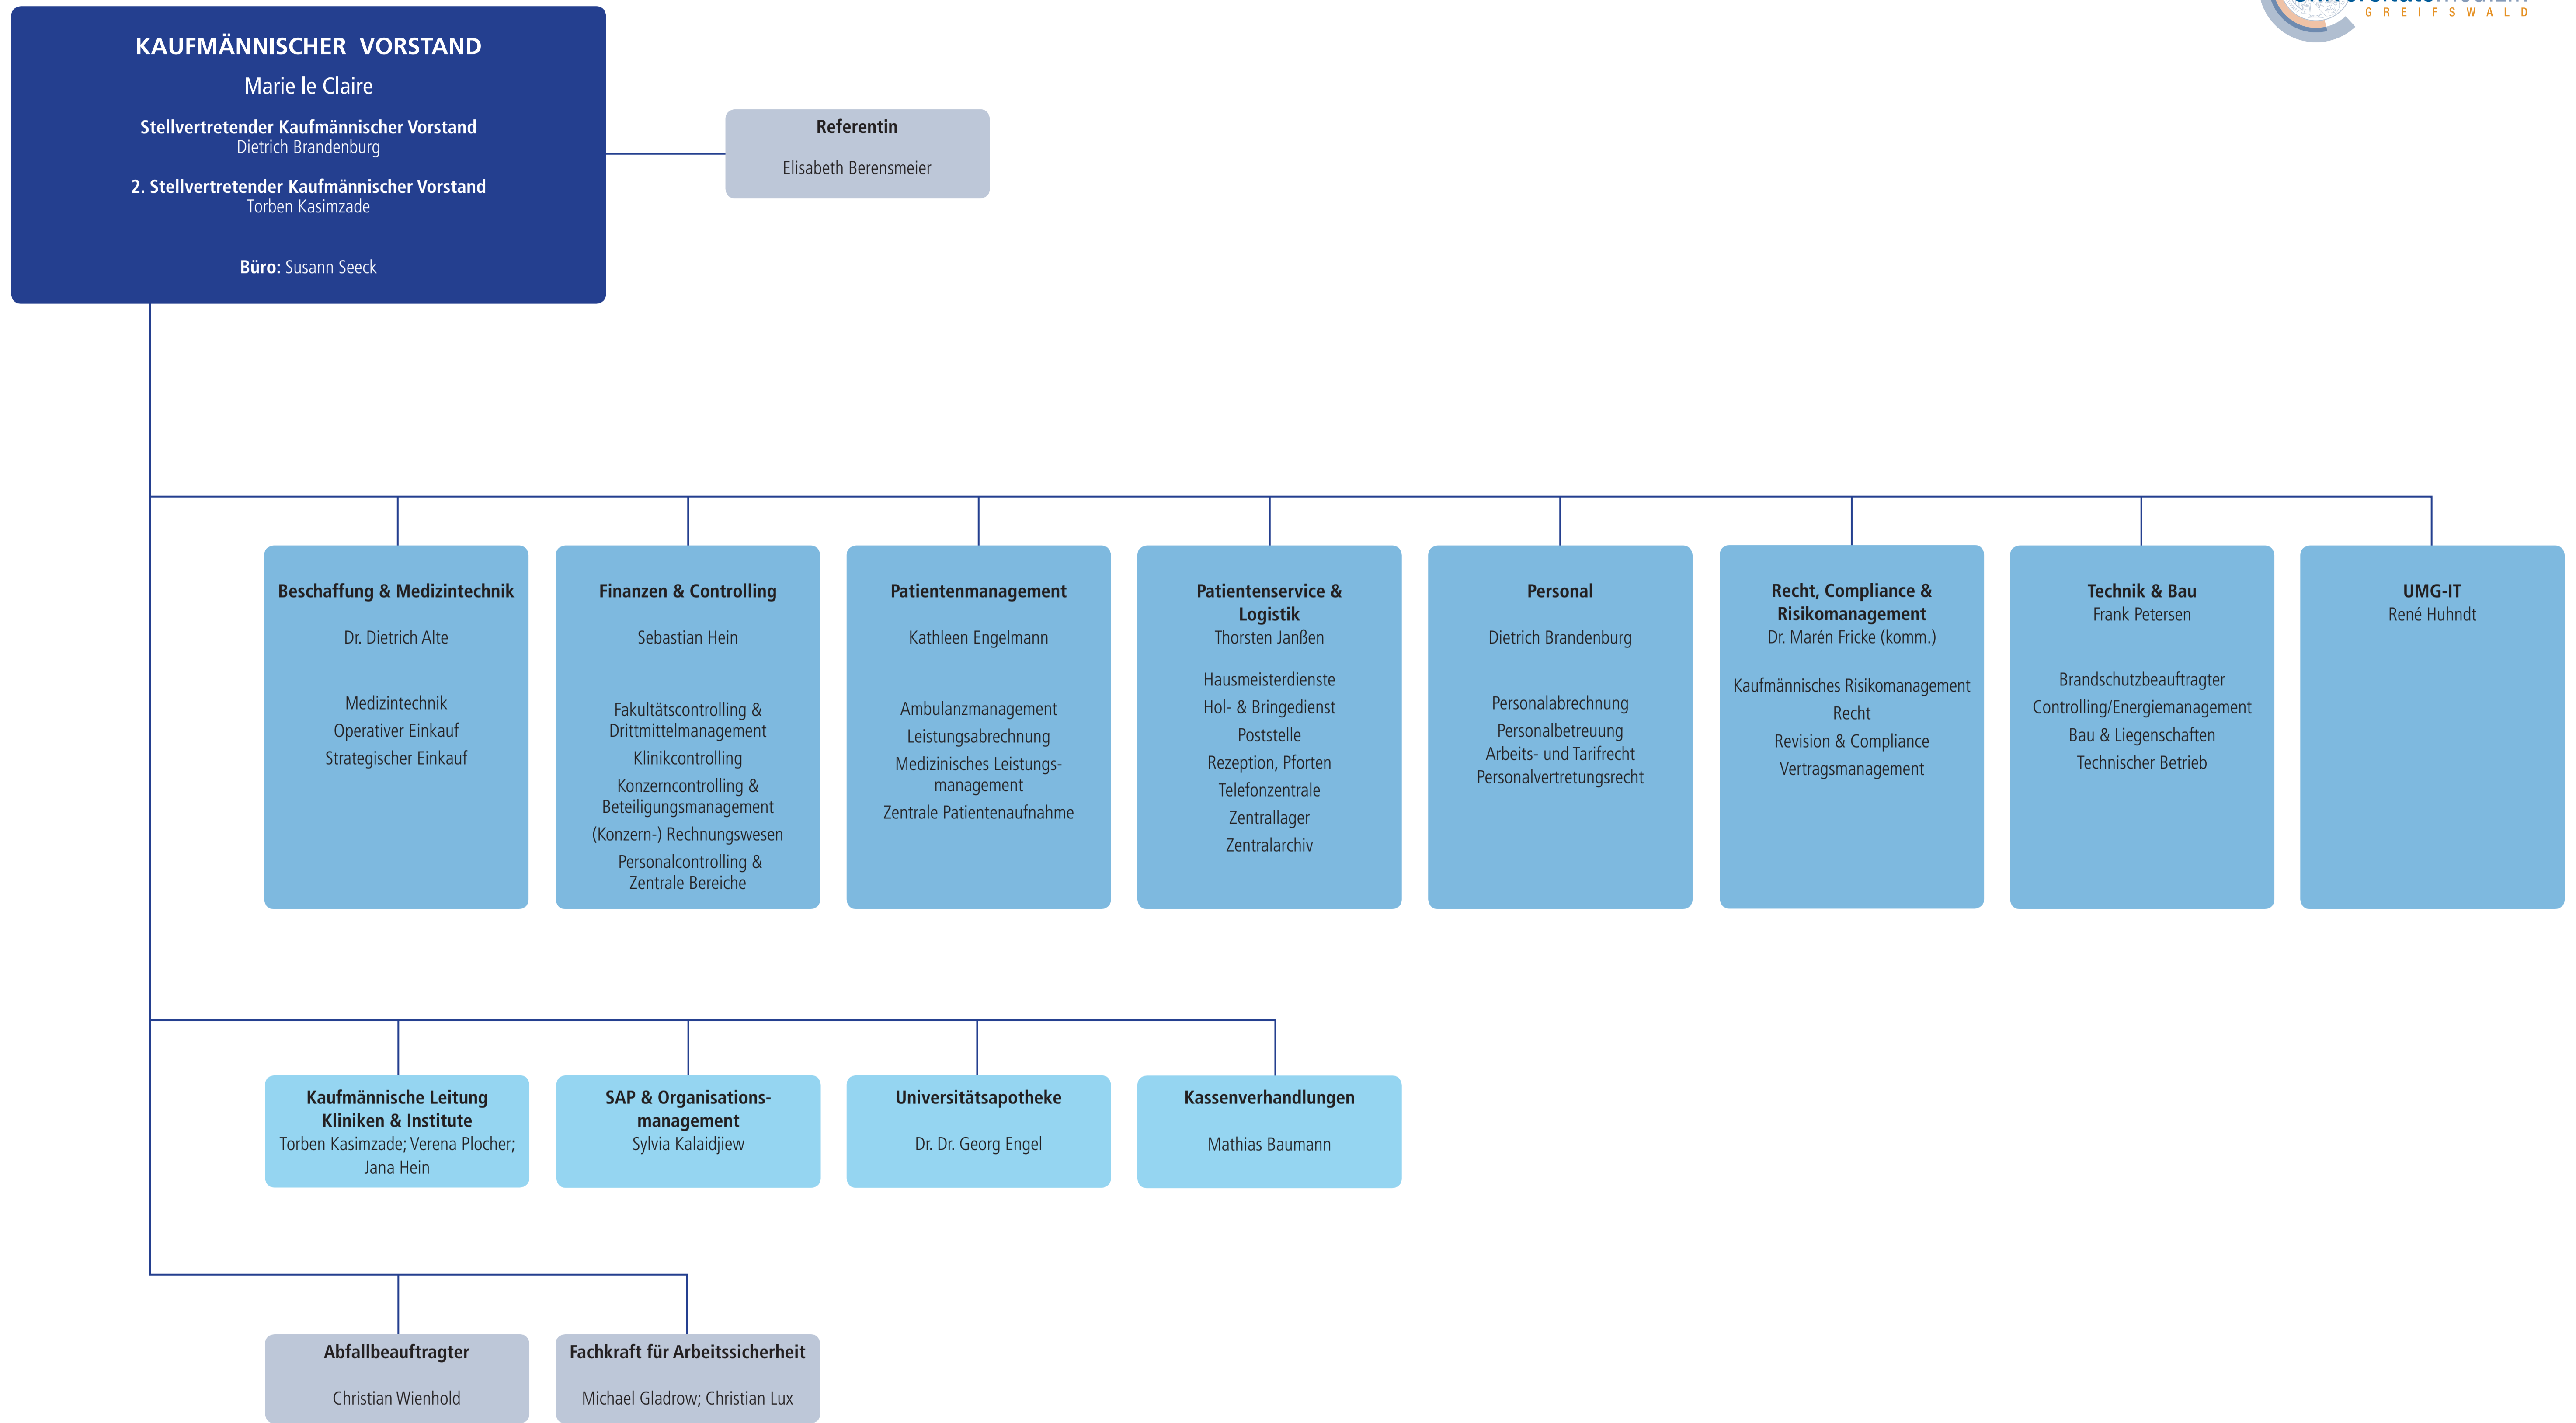 GREIFSWALD
KAUFMÄNNISCHER VORSTAND
Marie le Claire
Stellvertretender Kaufmännischer Vorstand
Dietrich Brandenburg
2. Stellvertretender Kaufmännischer Vorstand
Torben Kasimzade
Büro: Susann Seeck
Referentin
Elisabeth Berensmeier
Beschaffung & Medizintechnik
Dr. Dietrich Alte
Medizintechnik
Operativer Einkauf
Strategischer Einkauf
Finanzen & Controlling
Sebastian Hein
Fakultätscontrolling &
Drittmittelmanagement
Klinikcontrolling
Konzerncontrolling &
Beteiligungsmanagement
(Konzern-) Rechnungswesen
Personalcontrolling &
Zentrale Bereiche
Patientenmanagement
Kathleen Engelmann
Ambulanzmanagement
Leistungsabrechnung
Medizinisches Leistungs-
management
Zentrale Patientenaufnahme
Patientenservice &
Logistik
Thorsten Janßen
Hausmeisterdienste
Hol- & Bringedienst
Poststelle
Rezeption, Pforten
Telefonzentrale
Zentrallager
Zentralarchiv
Personal
Dietrich Brandenburg
Personalabrechnung
Personalbetreuung
Arbeits- und Tarifrecht
Personalvertretungsrecht
Recht, Compliance &
Risikomanagement
Dr. Marén Fricke (komm.)
Kaufmännisches Risikomanagement
Recht
Revision & Compliance
Vertragsmanagement
Technik & Bau
Frank Petersen
Brandschutzbeauftragter
Controlling/Energiemanagement
Bau & Liegenschaften
Technischer Betrieb
UMG-IT
René Huhndt
Kaufmännische Leitung
Kliniken & Institute
Torben Kasimzade; Verena Plocher;
Jana Hein
SAP & Organisations-
management
Sylvia Kalaidjiew
Universitätsapotheke
Dr. Dr. Georg Engel
Kassenverhandlungen
Mathias Baumann
Abfallbeauftragter
Christian Wienhold
Fachkraft für Arbeitssicherheit
Michael Gladrow; Christian Lux